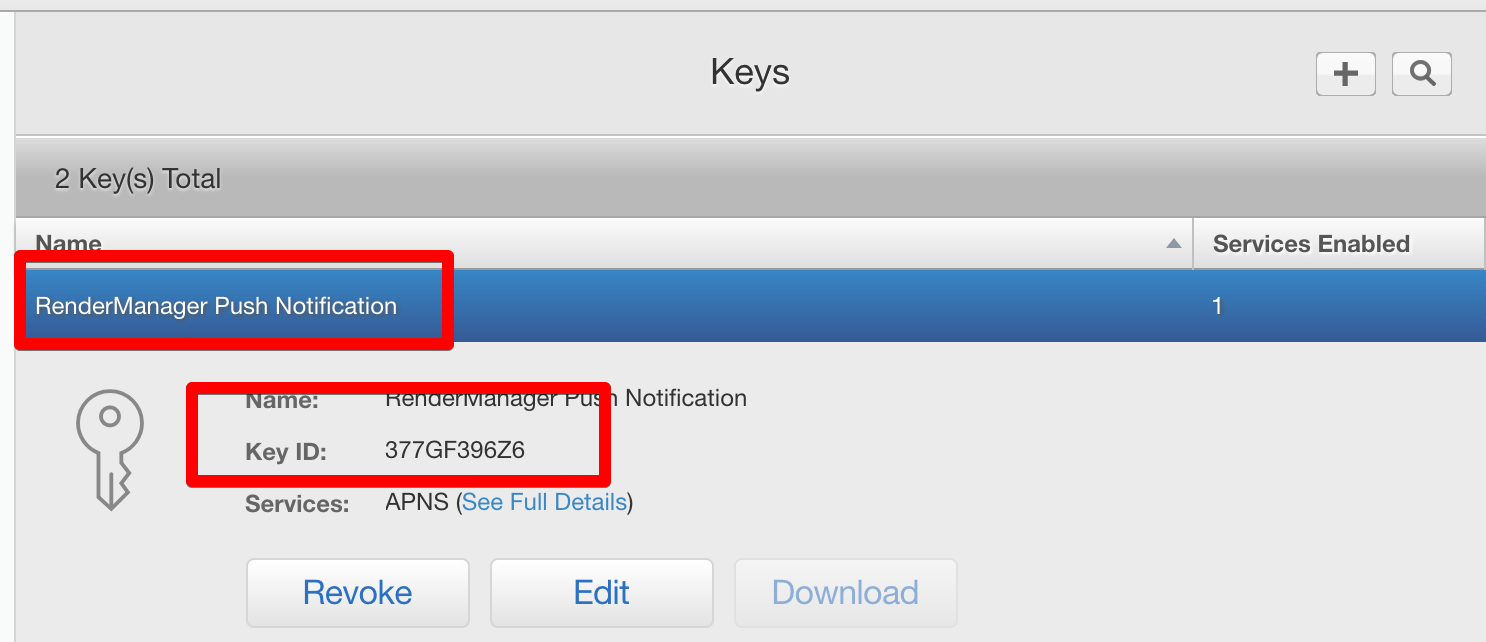 Keys
2 Key(s) Total
Name Services Enabled
RenderManager Push Notification 1
Name: RenderManager Push Notification
Key ID: 377GF396Z6
Services: APNS (See Full Details)
Revoke Edit Download